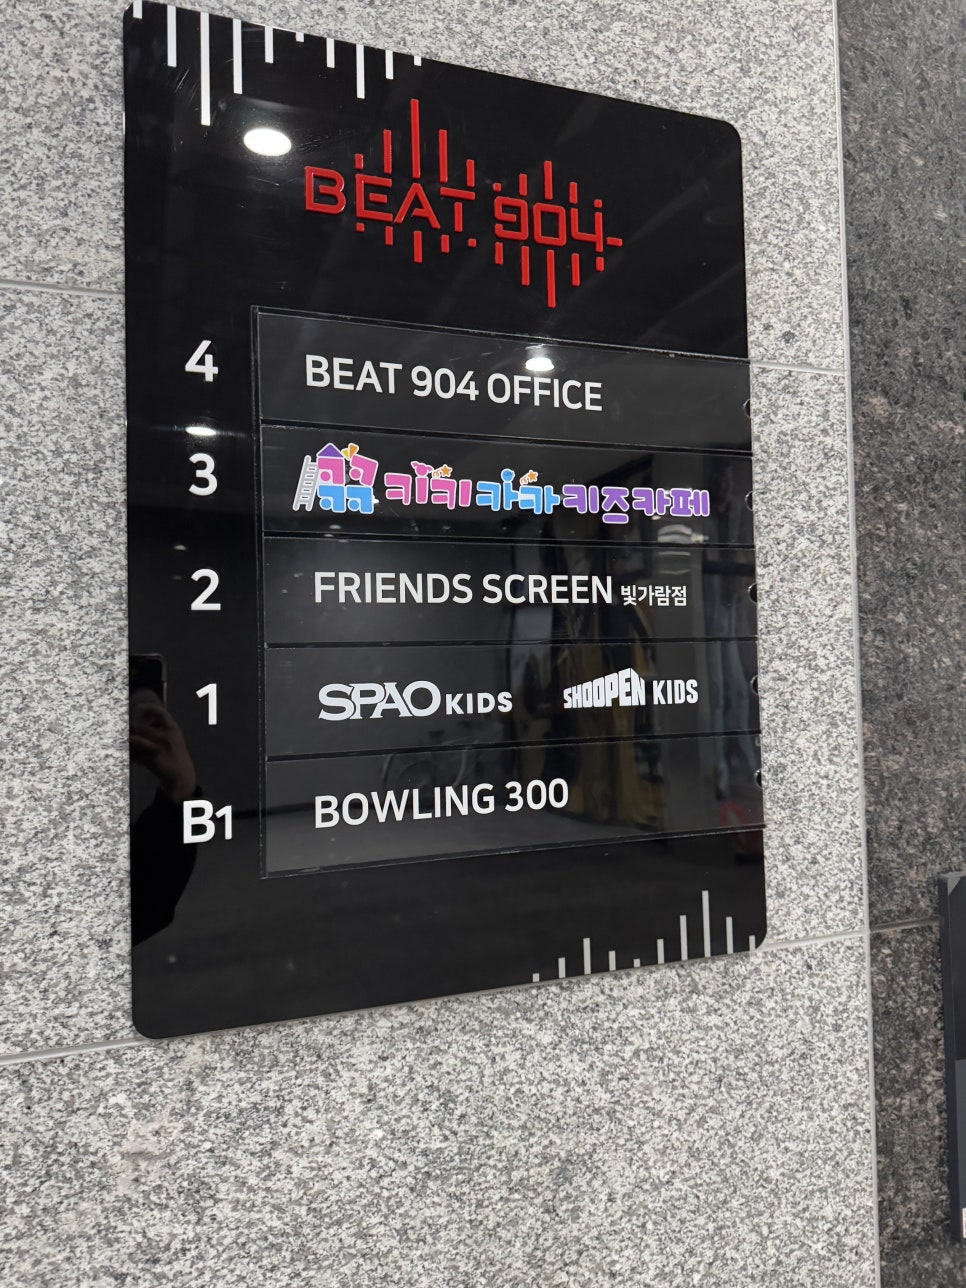 BEAT 904
4 BEAT 904 OFFICE
3 키키카카키즈카페
2 FRIENDS SCREEN 빛가람점
1 SPAO KIDS SHOOPEN KIDS
B1 BOWLING 300